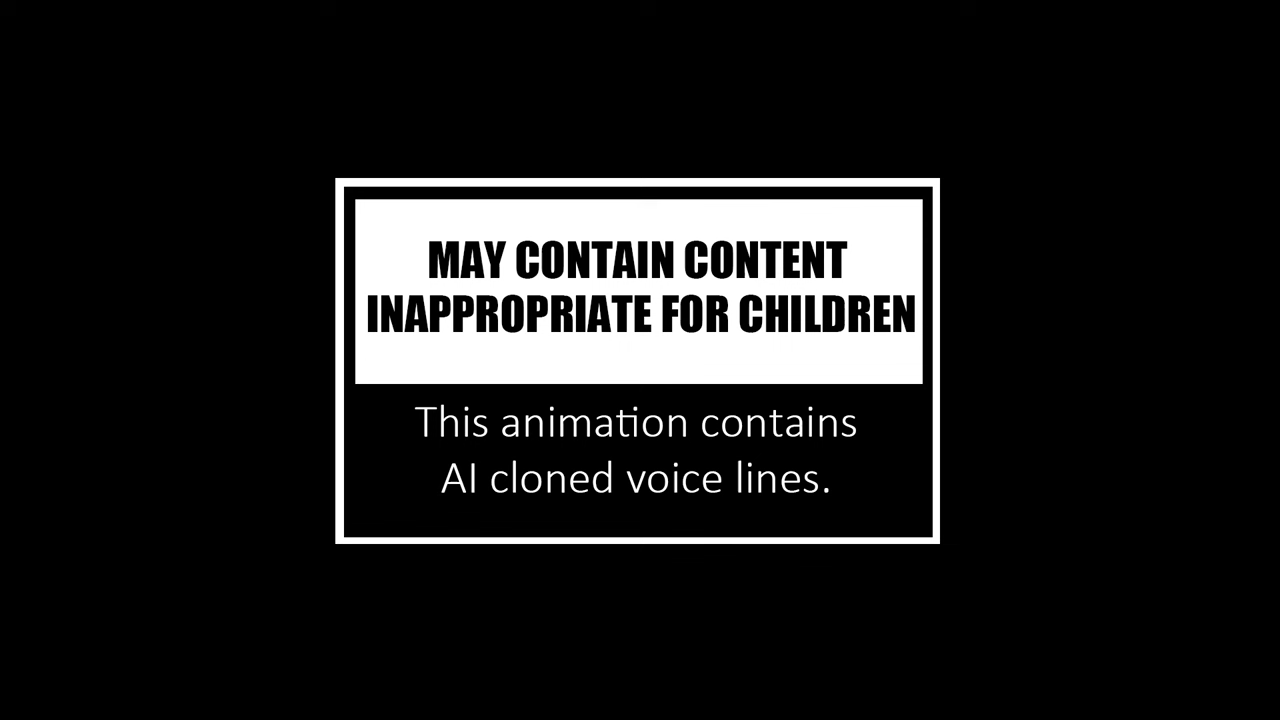 MAY CONTAIN CONTENT
INAPPROPRIATE FOR CHILDREN
This animation contains
AI cloned voice lines.